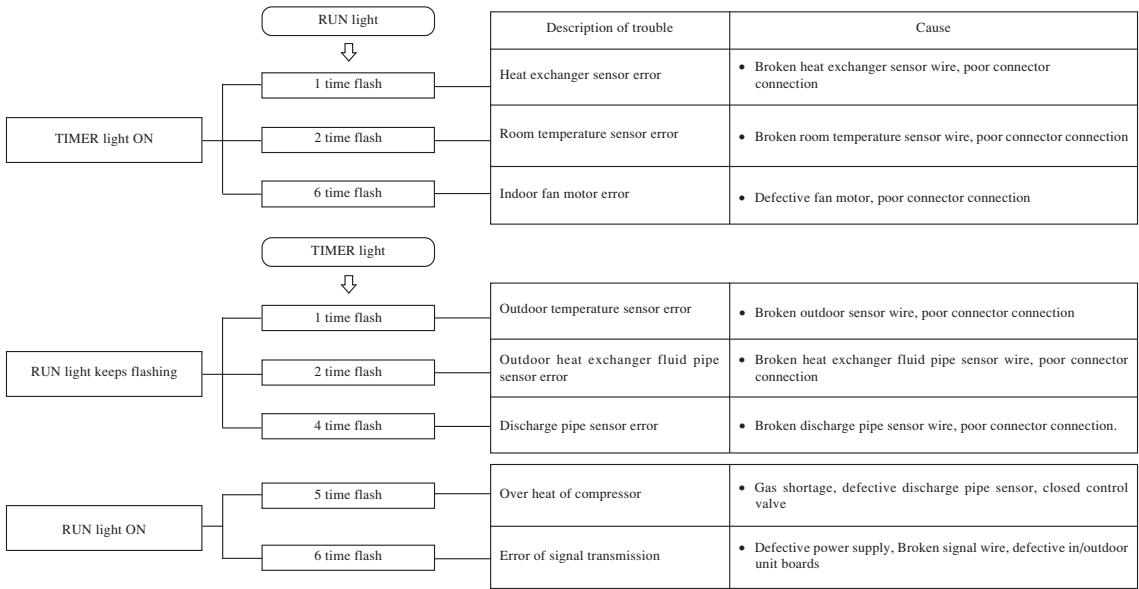 RUN light
Description of trouble
Cause
TIMER light ON
1 time flash
Heat exchanger sensor error
• Broken heat exchanger sensor wire, poor connector
connection
2 time flash
Room temperature sensor error
• Broken room temperature sensor wire, poor connector connection
6 time flash
Indoor fan motor error
• Defective fan motor, poor connector connection
TIMER light
RUN light keeps flashing
1 time flash
Outdoor temperature sensor error
• Broken outdoor sensor wire, poor connector connection
2 time flash
Outdoor heat exchanger fluid pipe
sensor error
• Broken heat exchanger fluid pipe sensor wire, poor connector
connection
4 time flash
Discharge pipe sensor error
• Broken discharge pipe sensor wire, poor connector connection.
RUN light ON
5 time flash
Over heat of compressor
• Gas shortage, defective discharge pipe sensor, closed control
valve
6 time flash
Error of signal transmission
• Defective power supply, Broken signal wire, defective in/outdoor
unit boards